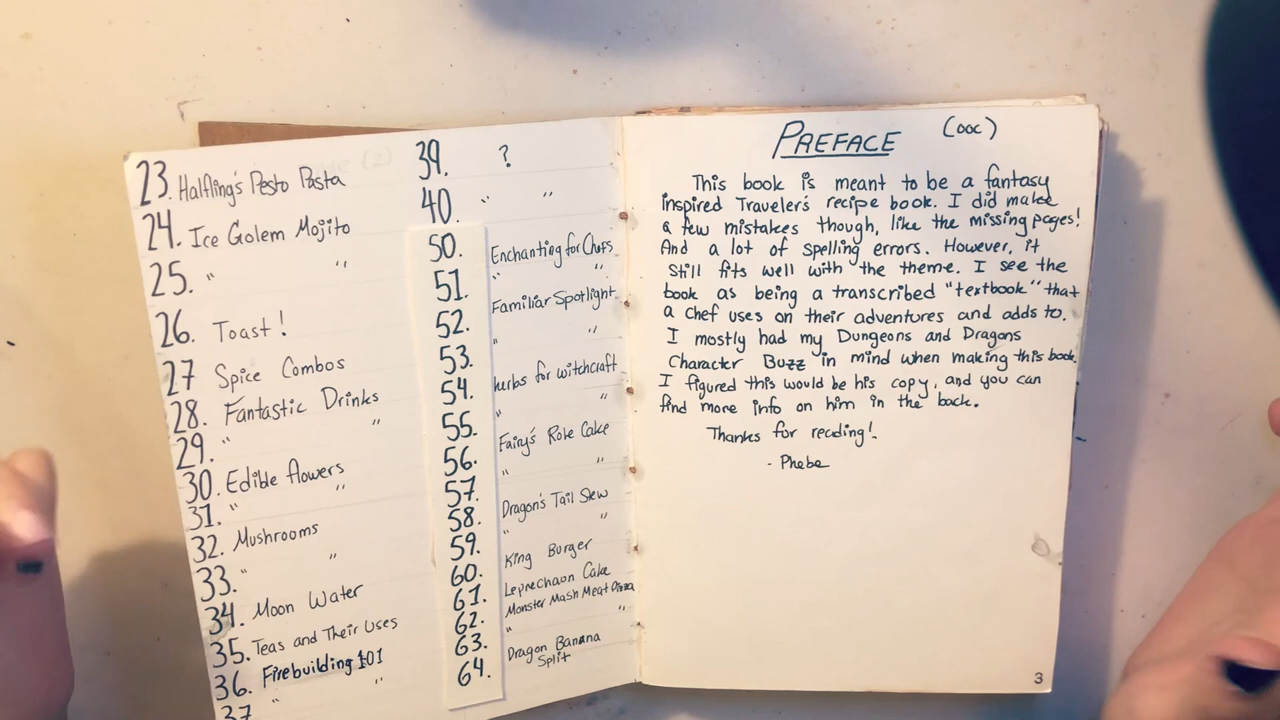 23. Halfling's Pesto Pasta
24. Ice Golem Mojito
25. " "
26. Toast!
27 Spice Combos
28. Fantastic Drinks
29. " "
30. Edible flowers
31. " "
32. Mushrooms
33. " "
34. Moon Water
35. Teas and Their Uses
36. Firebuilding 101
37. " "
39. ?
40. " "
50. Enchanting for Chefs
51. " "
52. Familiar Spotlight
53. " "
54. herbs for witchcraft
55. " "
56. Fairy's Role Cake
57. " "
58. Dragon's Tail Stew
59. " "
60. King Burger
61. Leprechaun Cake
62. Monster Mash Meat Pizza
63. " "
64. Dragon Banana Split
PREFACE (OOC)
This book is meant to be a fantasy
inspired Traveler's recipe book. I did make
a few mistakes though, like the missing pages!
And a lot of spelling errors. However, it
still fits well with the theme. I see the
book as being a transcribed "textbook" that
a chef uses on their adventures and adds to.
I mostly had my Dungeons and Dragons
Character Buzz in mind when making this book.
I figured this would be his copy, and you can
find more info on him in the back.
Thanks for reading!
- Phebe
3